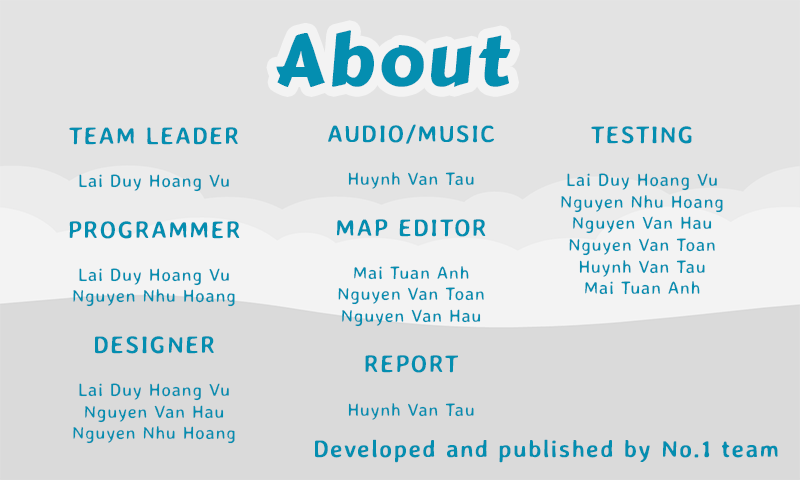 About
TEAM LEADER
Lai Duy Hoang Vu
PROGRAMMER
Lai Duy Hoang Vu
Nguyen Nhu Hoang
DESIGNER
Lai Duy Hoang Vu
Nguyen Van Hau
Nguyen Nhu Hoang
AUDIO/MUSIC
Huynh Van Tau
MAP EDITOR
Mai Tuan Anh
Nguyen Van Toan
Nguyen Van Hau
REPORT
Huynh Van Tau
TESTING
Lai Duy Hoang Vu
Nguyen Nhu Hoang
Nguyen Van Hau
Nguyen Van Toan
Huynh Van Tau
Mai Tuan Anh
Developed and published by No.1 team